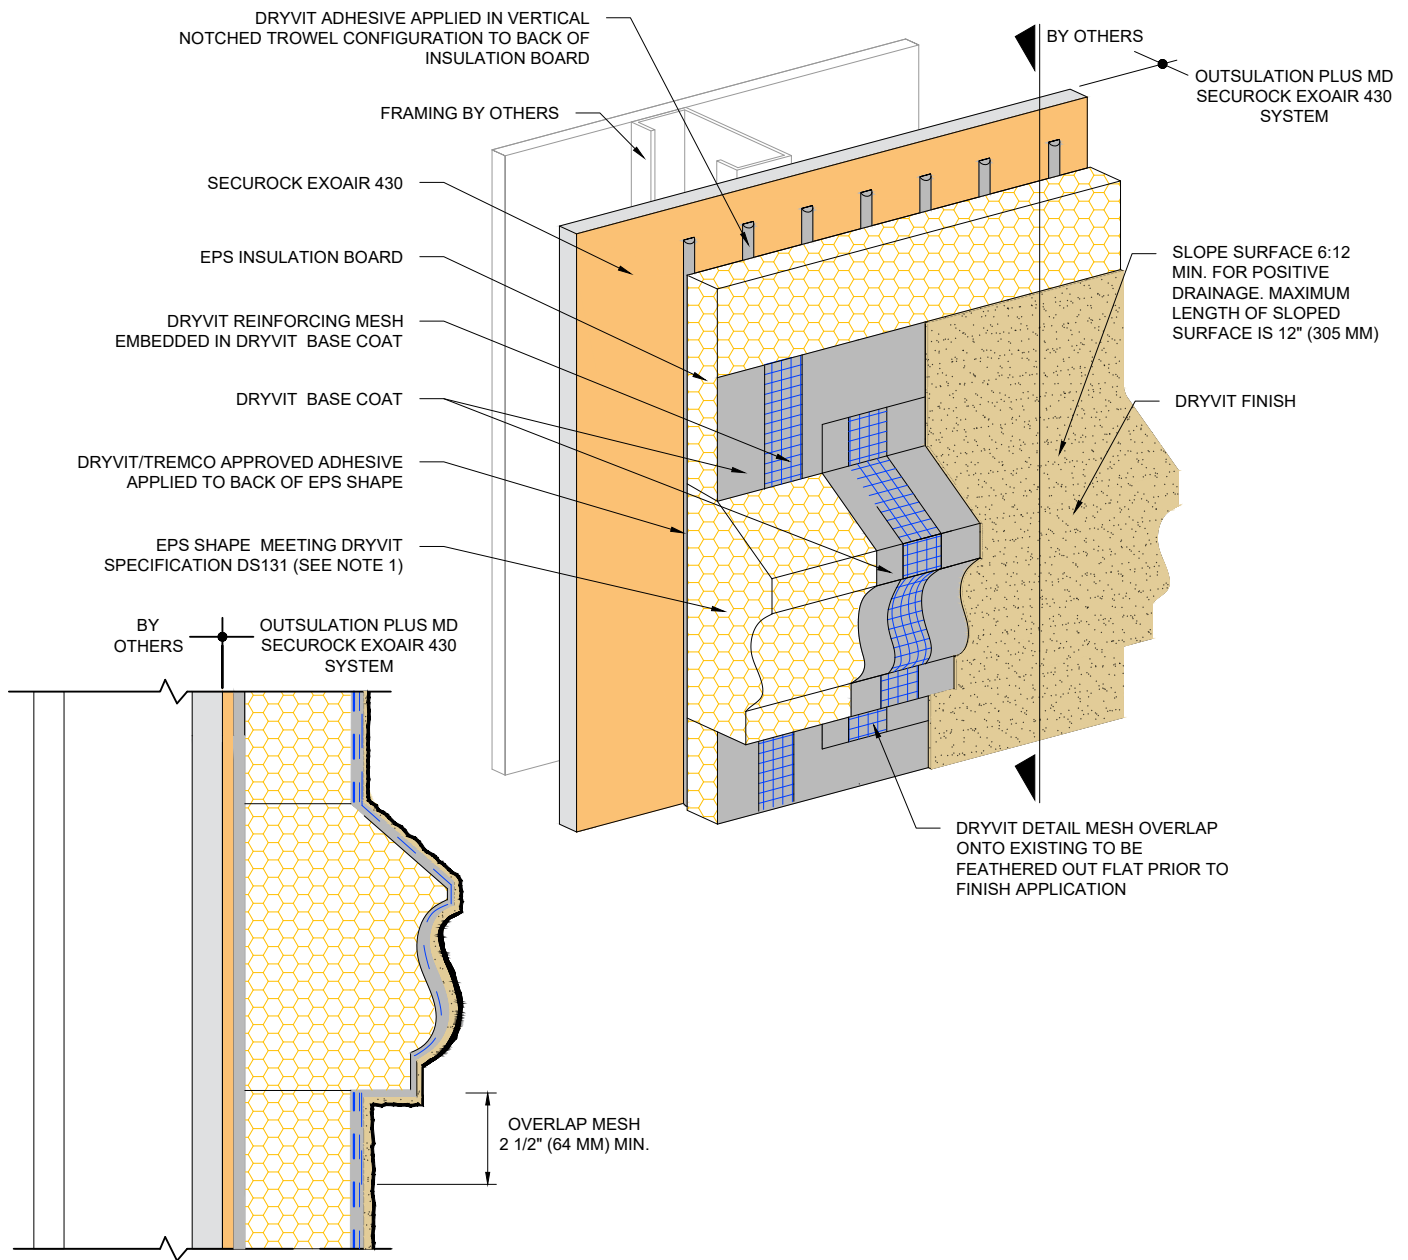 DRYVIT ADHESIVE APPLIED IN VERTICAL
NOTCHED TROWEL CONFIGURATION TO BACK OF
INSULATION BOARD
BY OTHERS
OUTSULATION PLUS MD
SECUROCK EXOAIR 430
SYSTEM
FRAMING BY OTHERS
SECUROCK EXOAIR 430
EPS INSULATION BOARD
SLOPE SURFACE 6:12
MIN. FOR POSITIVE
DRAINAGE. MAXIMUM
LENGTH OF SLOPED
SURFACE IS 12" (305 MM)
DRYVIT REINFORCING MESH
EMBEDDED IN DRYVIT BASE COAT
DRYVIT BASE COAT
DRYVIT FINISH
DRYVIT/TREMCO APPROVED ADHESIVE
APPLIED TO BACK OF EPS SHAPE
EPS SHAPE MEETING DRYVIT
SPECIFICATION DS131 (SEE NOTE 1)
BY
OTHERS
OUTSULATION PLUS MD
SECUROCK EXOAIR 430
SYSTEM
DRYVIT DETAIL MESH OVERLAP
ONTO EXISTING TO BE
FEATHERED OUT FLAT PRIOR TO
FINISH APPLICATION
OVERLAP MESH
2 1/2" (64 MM) MIN.